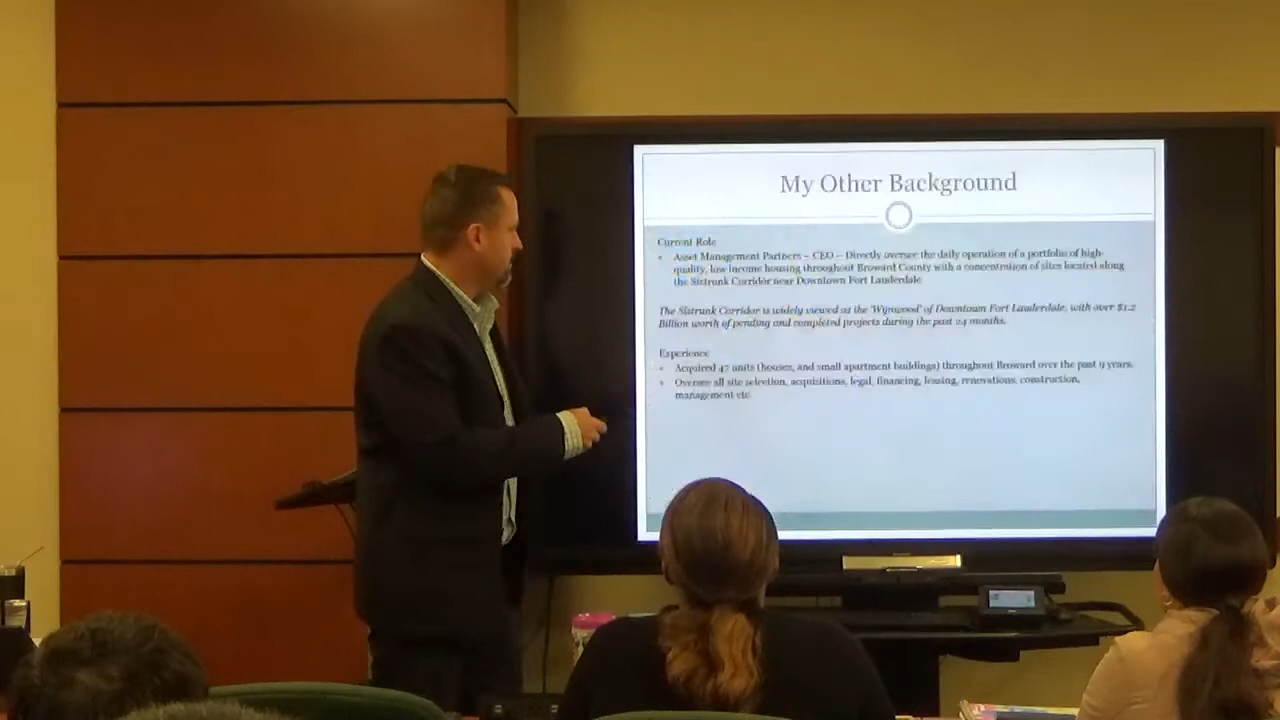 My Other Background
Current Role
• Asset Management Partners – CEO – Directly oversee the daily operation of a portfolio of high-
quality, low income housing throughout Broward County with a concentration of sites located along
the Sistrunk Corridor near Downtown Fort Lauderdale
The Sistrunk Corridor is widely viewed as the 'Wynwood' of Downtown Fort Lauderdale, with over $1.2
Billion worth of pending and completed projects during the past 24 months.
Experience
• Acquired 47 units (houses, and small apartment buildings) throughout Broward over the past 9 years.
• Oversee all site selection, acquisitions, legal, financing, leasing, renovations, construction,
management etc.